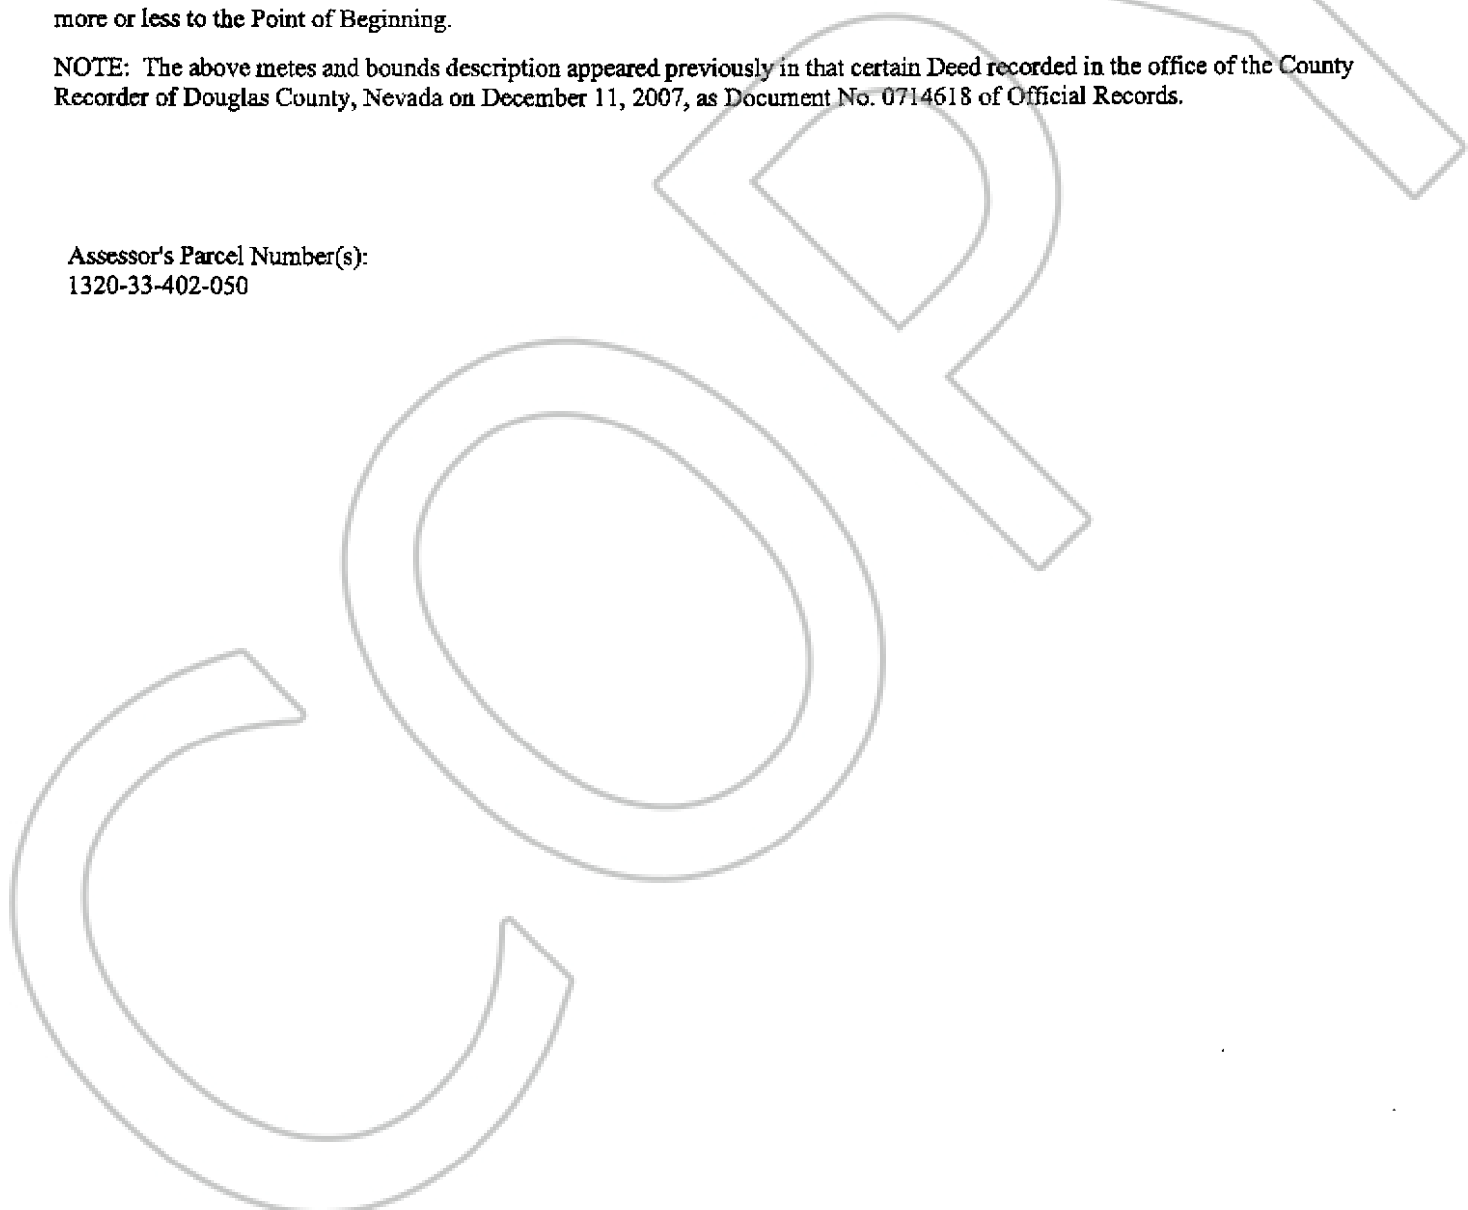 more or less to the Point of Beginning.
NOTE: The above metes and bounds description appeared previously in that certain Deed recorded in the office of the County
Recorder of Douglas County, Nevada on December 11, 2007, as Document No. 0714618 of Official Records.
Assessor's Parcel Number(s):
1320-33-402-050
COPY